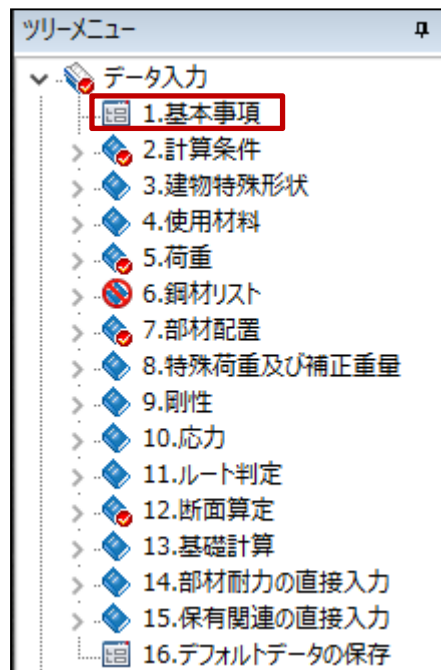 ツリーメニュー
データ入力
1.基本事項
2.計算条件
3.建物特殊形状
4.使用材料
5.荷重
6.鋼材リスト
7.部材配置
8.特殊荷重及び補正重量
9.剛性
10.応力
11.ルート判定
12.断面算定
13.基礎計算
14.部材耐力の直接入力
15.保有関連の直接入力
16.デフォルトデータの保存